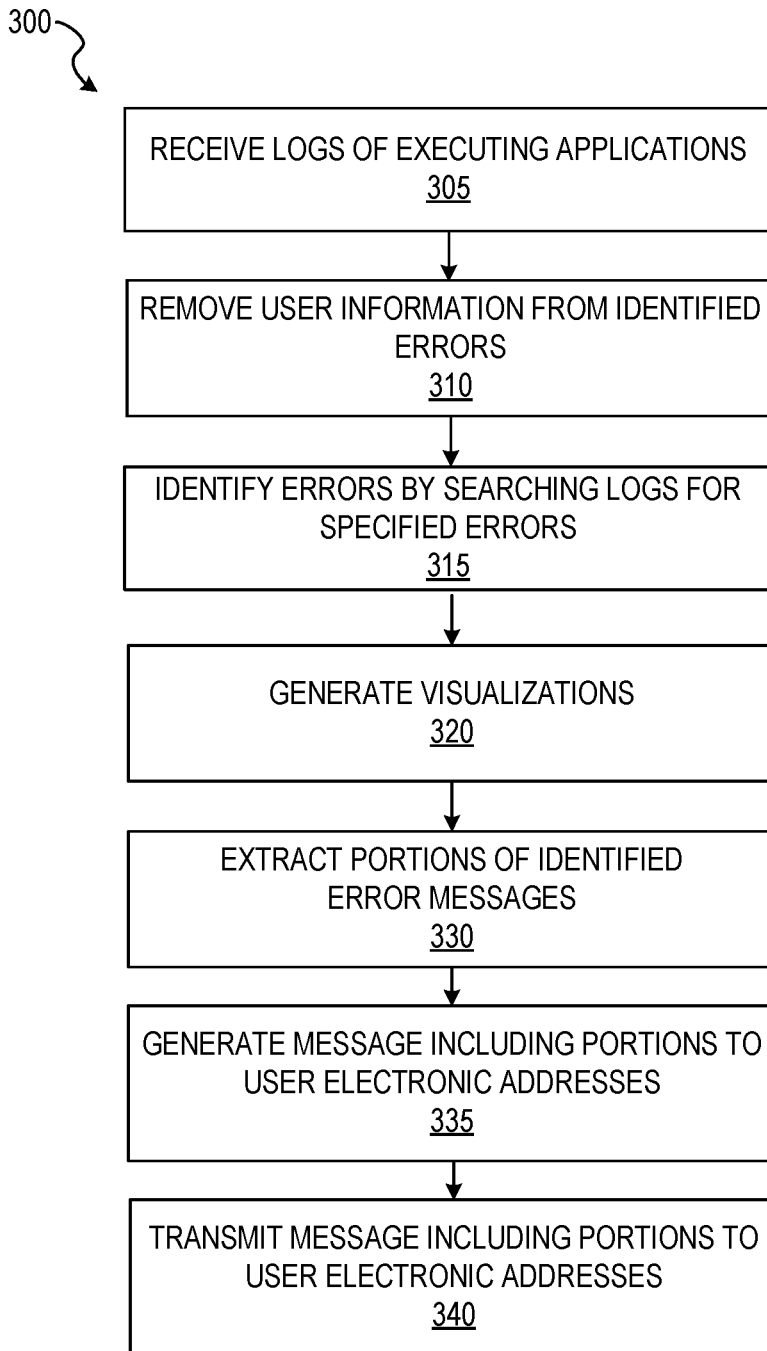 300
RECEIVE LOGS OF EXECUTING APPLICATIONS
305
REMOVE USER INFORMATION FROM IDENTIFIED
ERRORS
310
IDENTIFY ERRORS BY SEARCHING LOGS FOR
SPECIFIED ERRORS
315
GENERATE VISUALIZATIONS
320
EXTRACT PORTIONS OF IDENTIFIED
ERROR MESSAGES
330
GENERATE MESSAGE INCLUDING PORTIONS TO
USER ELECTRONIC ADDRESSES
335
TRANSMIT MESSAGE INCLUDING PORTIONS TO
USER ELECTRONIC ADDRESSES
340